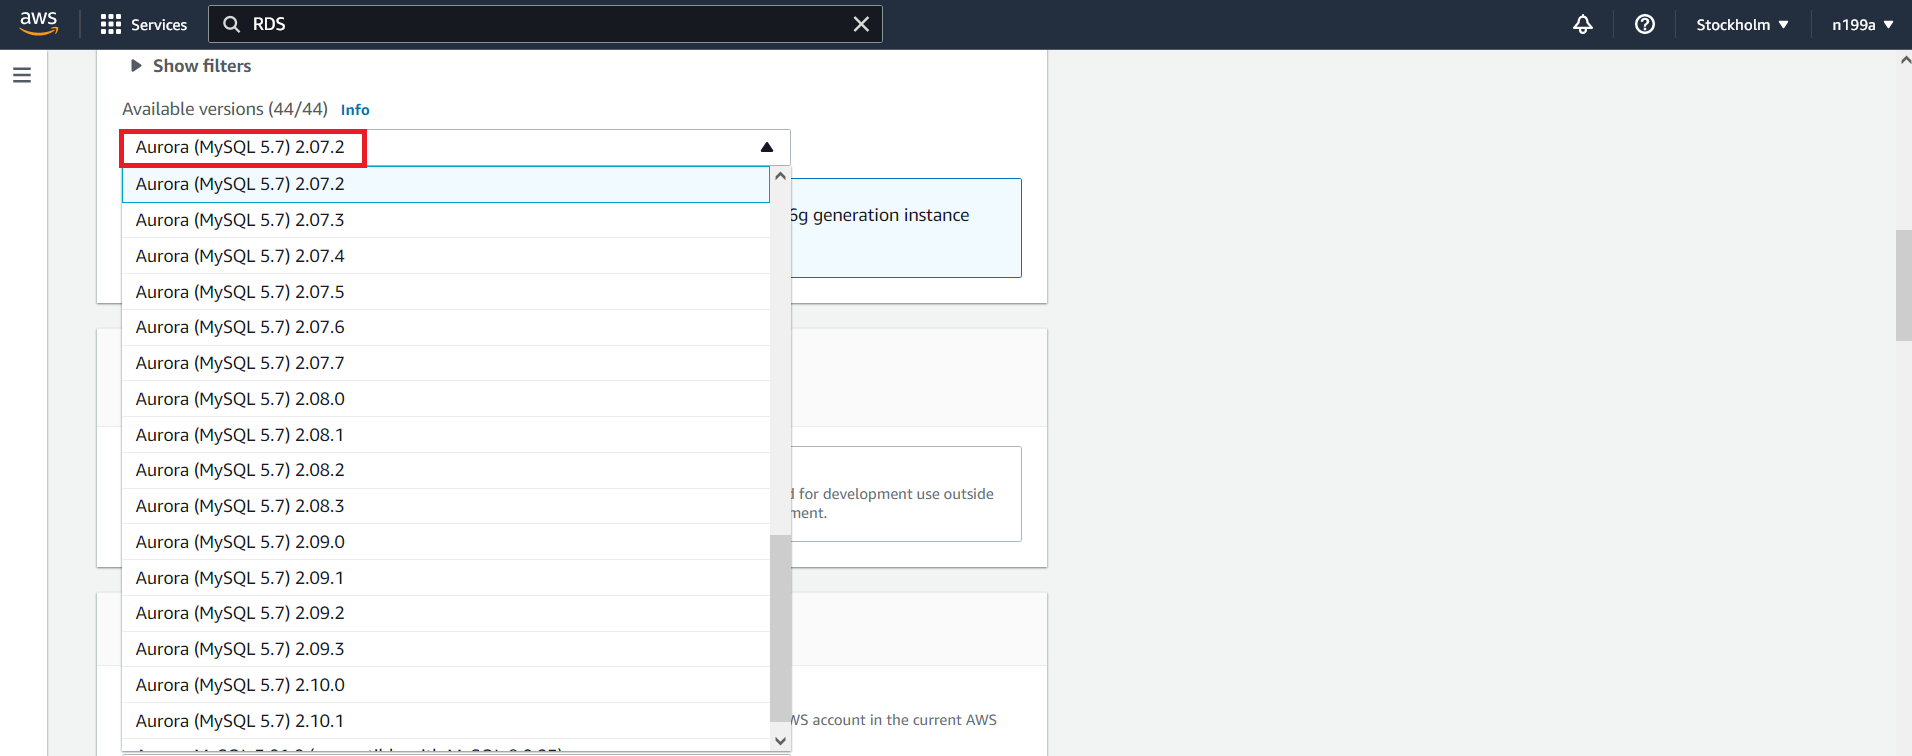 aws
Services
RDS
Stockholm
n199a
Show filters
Available versions (44/44) Info
Aurora (MySQL 5.7) 2.07.2
Aurora (MySQL 5.7) 2.07.2
6g generation instance
Aurora (MySQL 5.7) 2.07.3
Aurora (MySQL 5.7) 2.07.4
Aurora (MySQL 5.7) 2.07.5
Aurora (MySQL 5.7) 2.07.6
Aurora (MySQL 5.7) 2.07.7
Aurora (MySQL 5.7) 2.08.0
Aurora (MySQL 5.7) 2.08.1
Aurora (MySQL 5.7) 2.08.2
for development use outside
Aurora (MySQL 5.7) 2.08.3
ment.
Aurora (MySQL 5.7) 2.09.0
Aurora (MySQL 5.7) 2.09.1
Aurora (MySQL 5.7) 2.09.2
Aurora (MySQL 5.7) 2.09.3
Aurora (MySQL 5.7) 2.10.0
Aurora (MySQL 5.7) 2.10.1
WS account in the current AWS